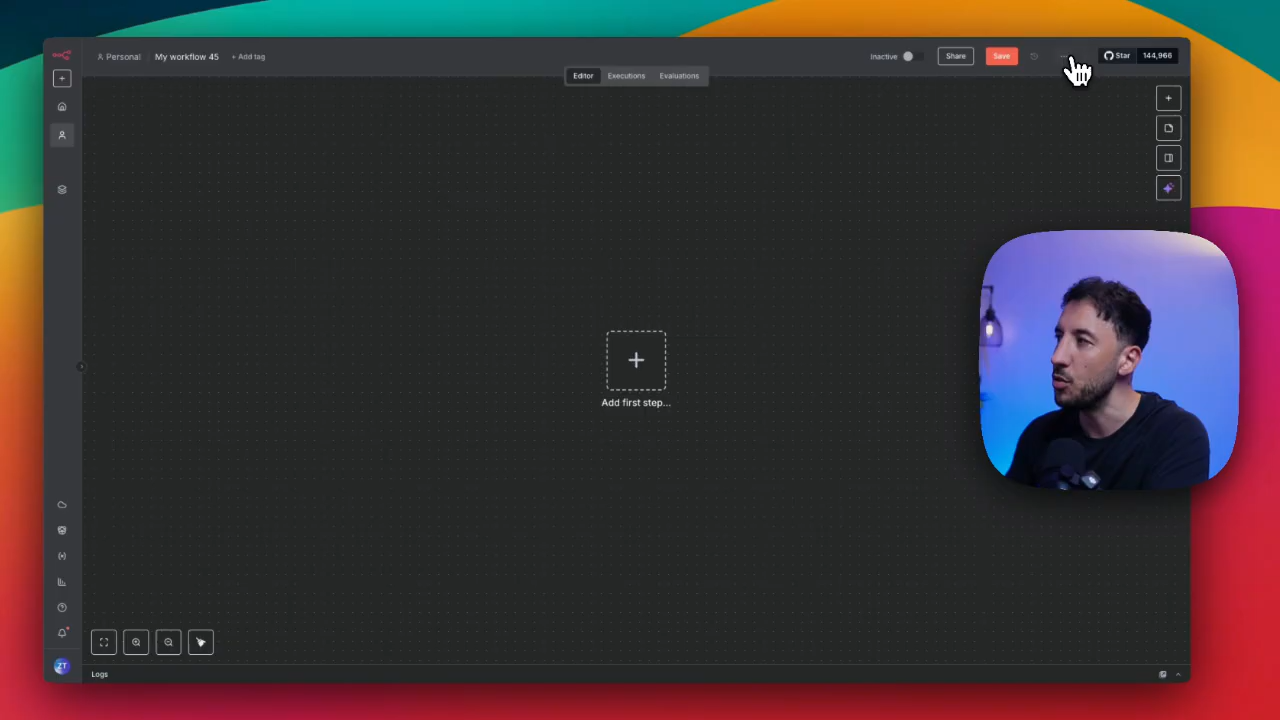 Personal
My workflow 45
+ Add tag
Inactive
Share
Save
Star
144,966
Editor
Executions
Evaluations
Add first step...
ZT
Logs